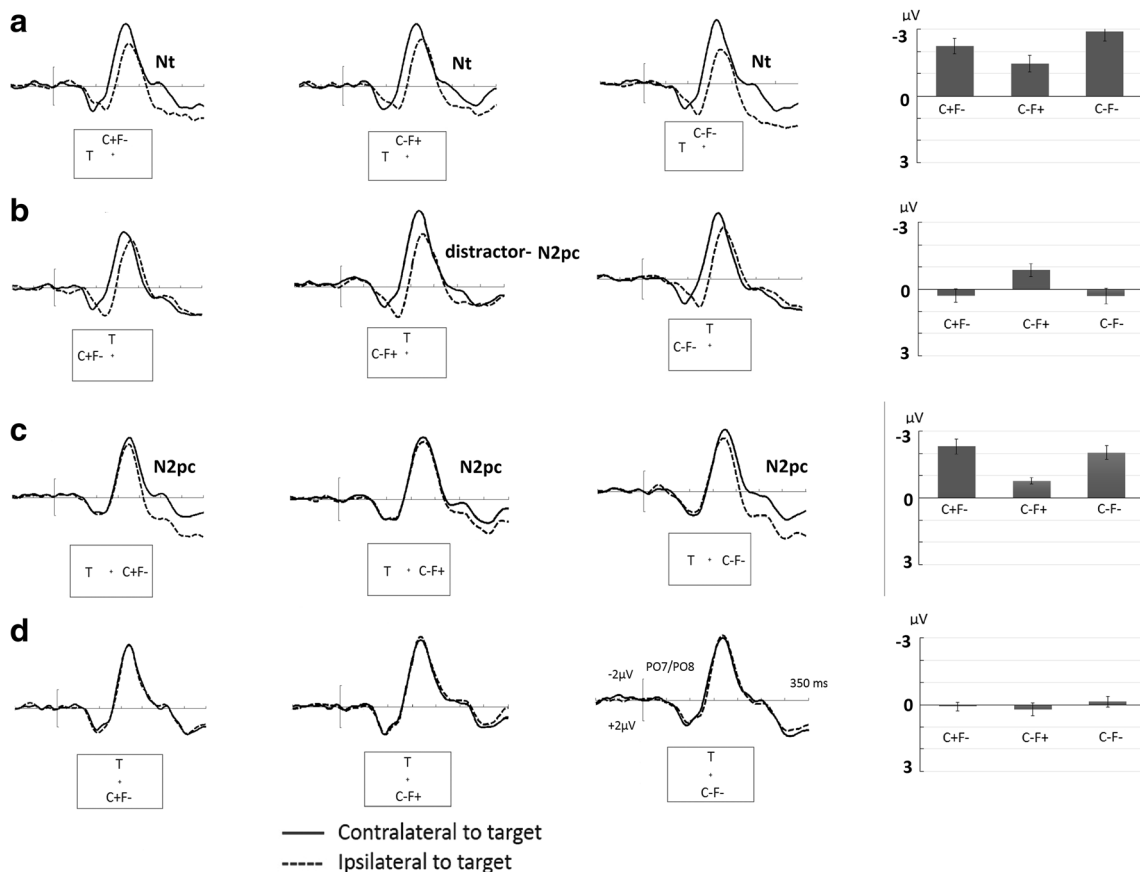 a
Nt
Nt
Nt
C+F-
T +
C-F+
T +
C-F-
T +
µV
-3
0
3
C+F- C-F+ C-F-
b
distractor- N2pc
T
C+F- +
T
C-F+ +
T
C-F- +
µV
-3
0
3
C+F- C-F+ C-F-
c
N2pc
N2pc
N2pc
T + C+F-
T + C-F+
T + C-F-
µV
-3
0
3
C+F- C-F+ C-F-
d
-2µV
PO7/PO8
350 ms
+2µV
T
+
C+F-
T
+
C-F+
T
+
C-F-
µV
-3
0
3
C+F- C-F+ C-F-
Contralateral to target
Ipsilateral to target